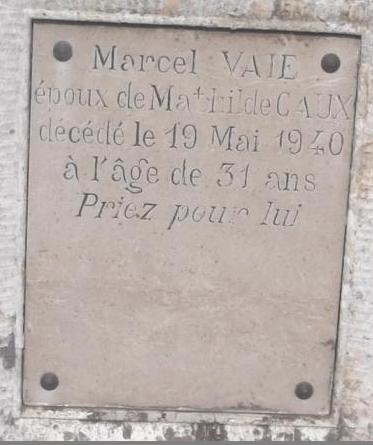 Marcel VAIE
époux de Mathilde CAUX
décédé le 19 Mai 1940
à l'âge de 31 ans
Priez pour lui